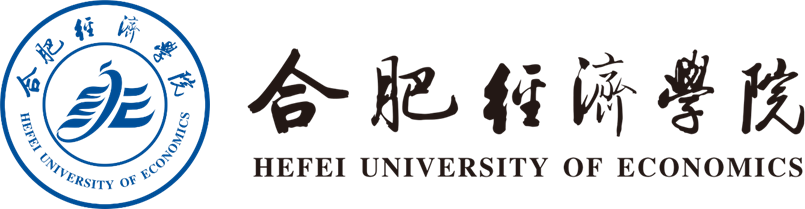 合肥經濟學院
HEFEI UNIVERSITY OF ECONOMICS
合肥經濟學院
HEFEI UNIVERSITY OF ECONOMICS